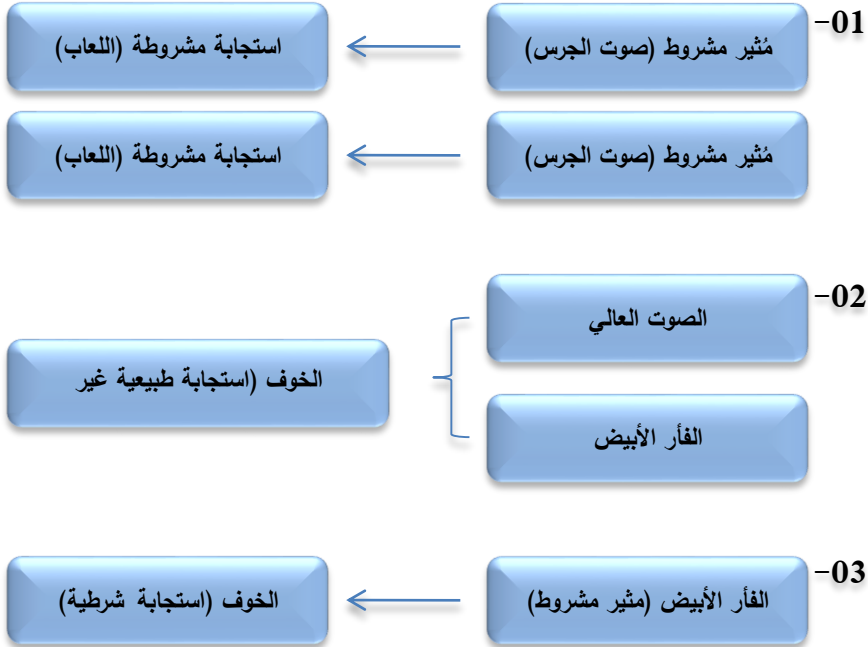 01-
مُثير مشروط (صوت الجرس)
استجابة مشروطة (اللعاب)
مُثير مشروط (صوت الجرس)
استجابة مشروطة (اللعاب)
02-
الصوت العالي
الخوف (استجابة طبيعية غير
الفأر الأبيض
03-
الفأر الأبيض (مثير مشروط)
الخوف (استجابة شرطية)